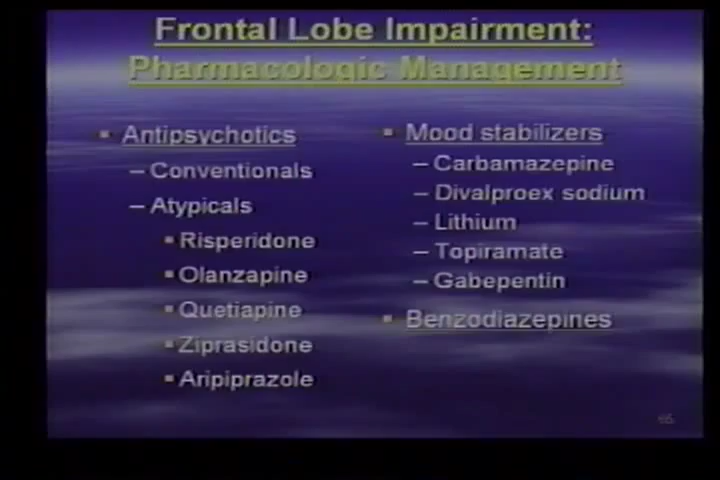 Frontal Lobe Impairment:
Pharmacologic Management
▪ Antipsychotics
– Conventionals
– Atypicals
▪ Risperidone
▪ Olanzapine
▪ Quetiapine
▪ Ziprasidone
▪ Aripiprazole
▪ Mood stabilizers
– Carbamazepine
– Divalproex sodium
– Lithium
– Topiramate
– Gabepentin
▪ Benzodiazepines